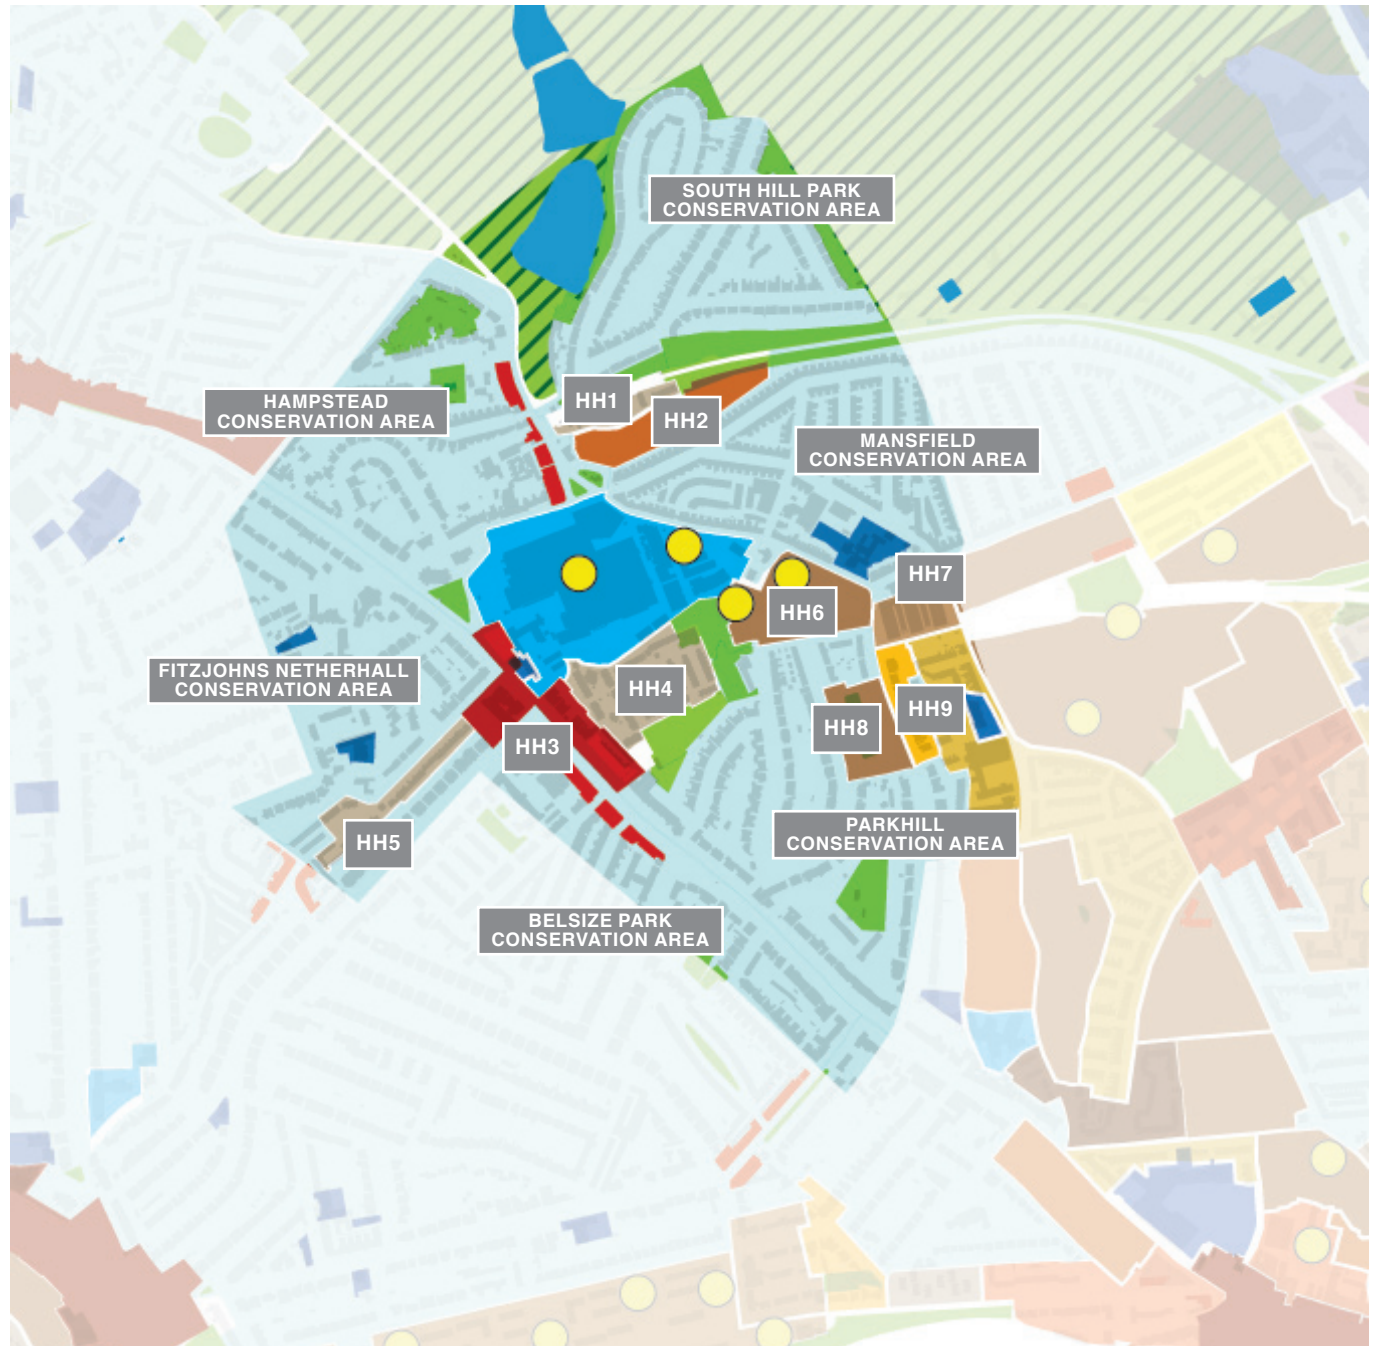 SOUTH HILL PARK
CONSERVATION AREA
HAMPSTEAD
CONSERVATION AREA
HH1
HH2
MANSFIELD
CONSERVATION AREA
HH7
HH6
FITZJOHNS NETHERHALL
CONSERVATION AREA
HH4
HH9
HH8
HH3
HH5
PARKHILL
CONSERVATION AREA
BELSIZE PARK
CONSERVATION AREA